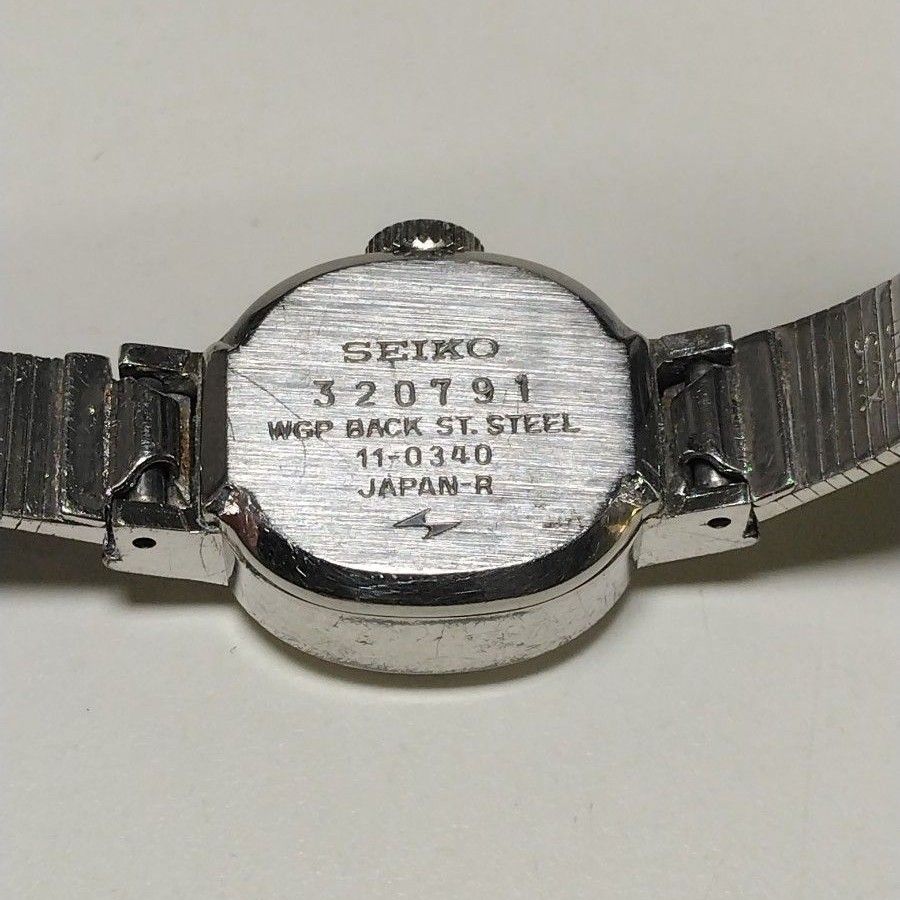 SEIKO
320791
WGP BACK ST. STEEL
11-0340
JAPAN-R